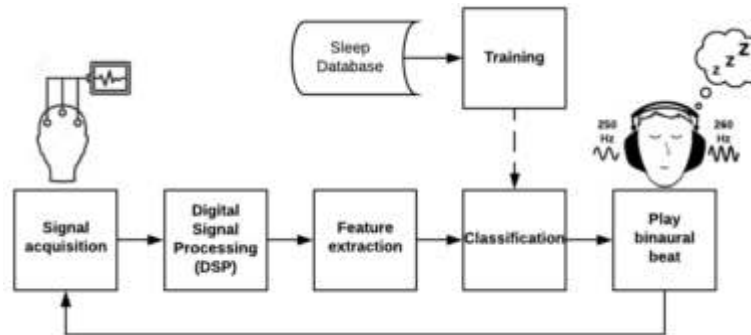 Sleep
Database
Training
z z Z
250
Hz
260
Hz
Signal
acquisition
Digital
Signal
Processing
(DSP)
Feature
extraction
Classification
Play
binaural
beat